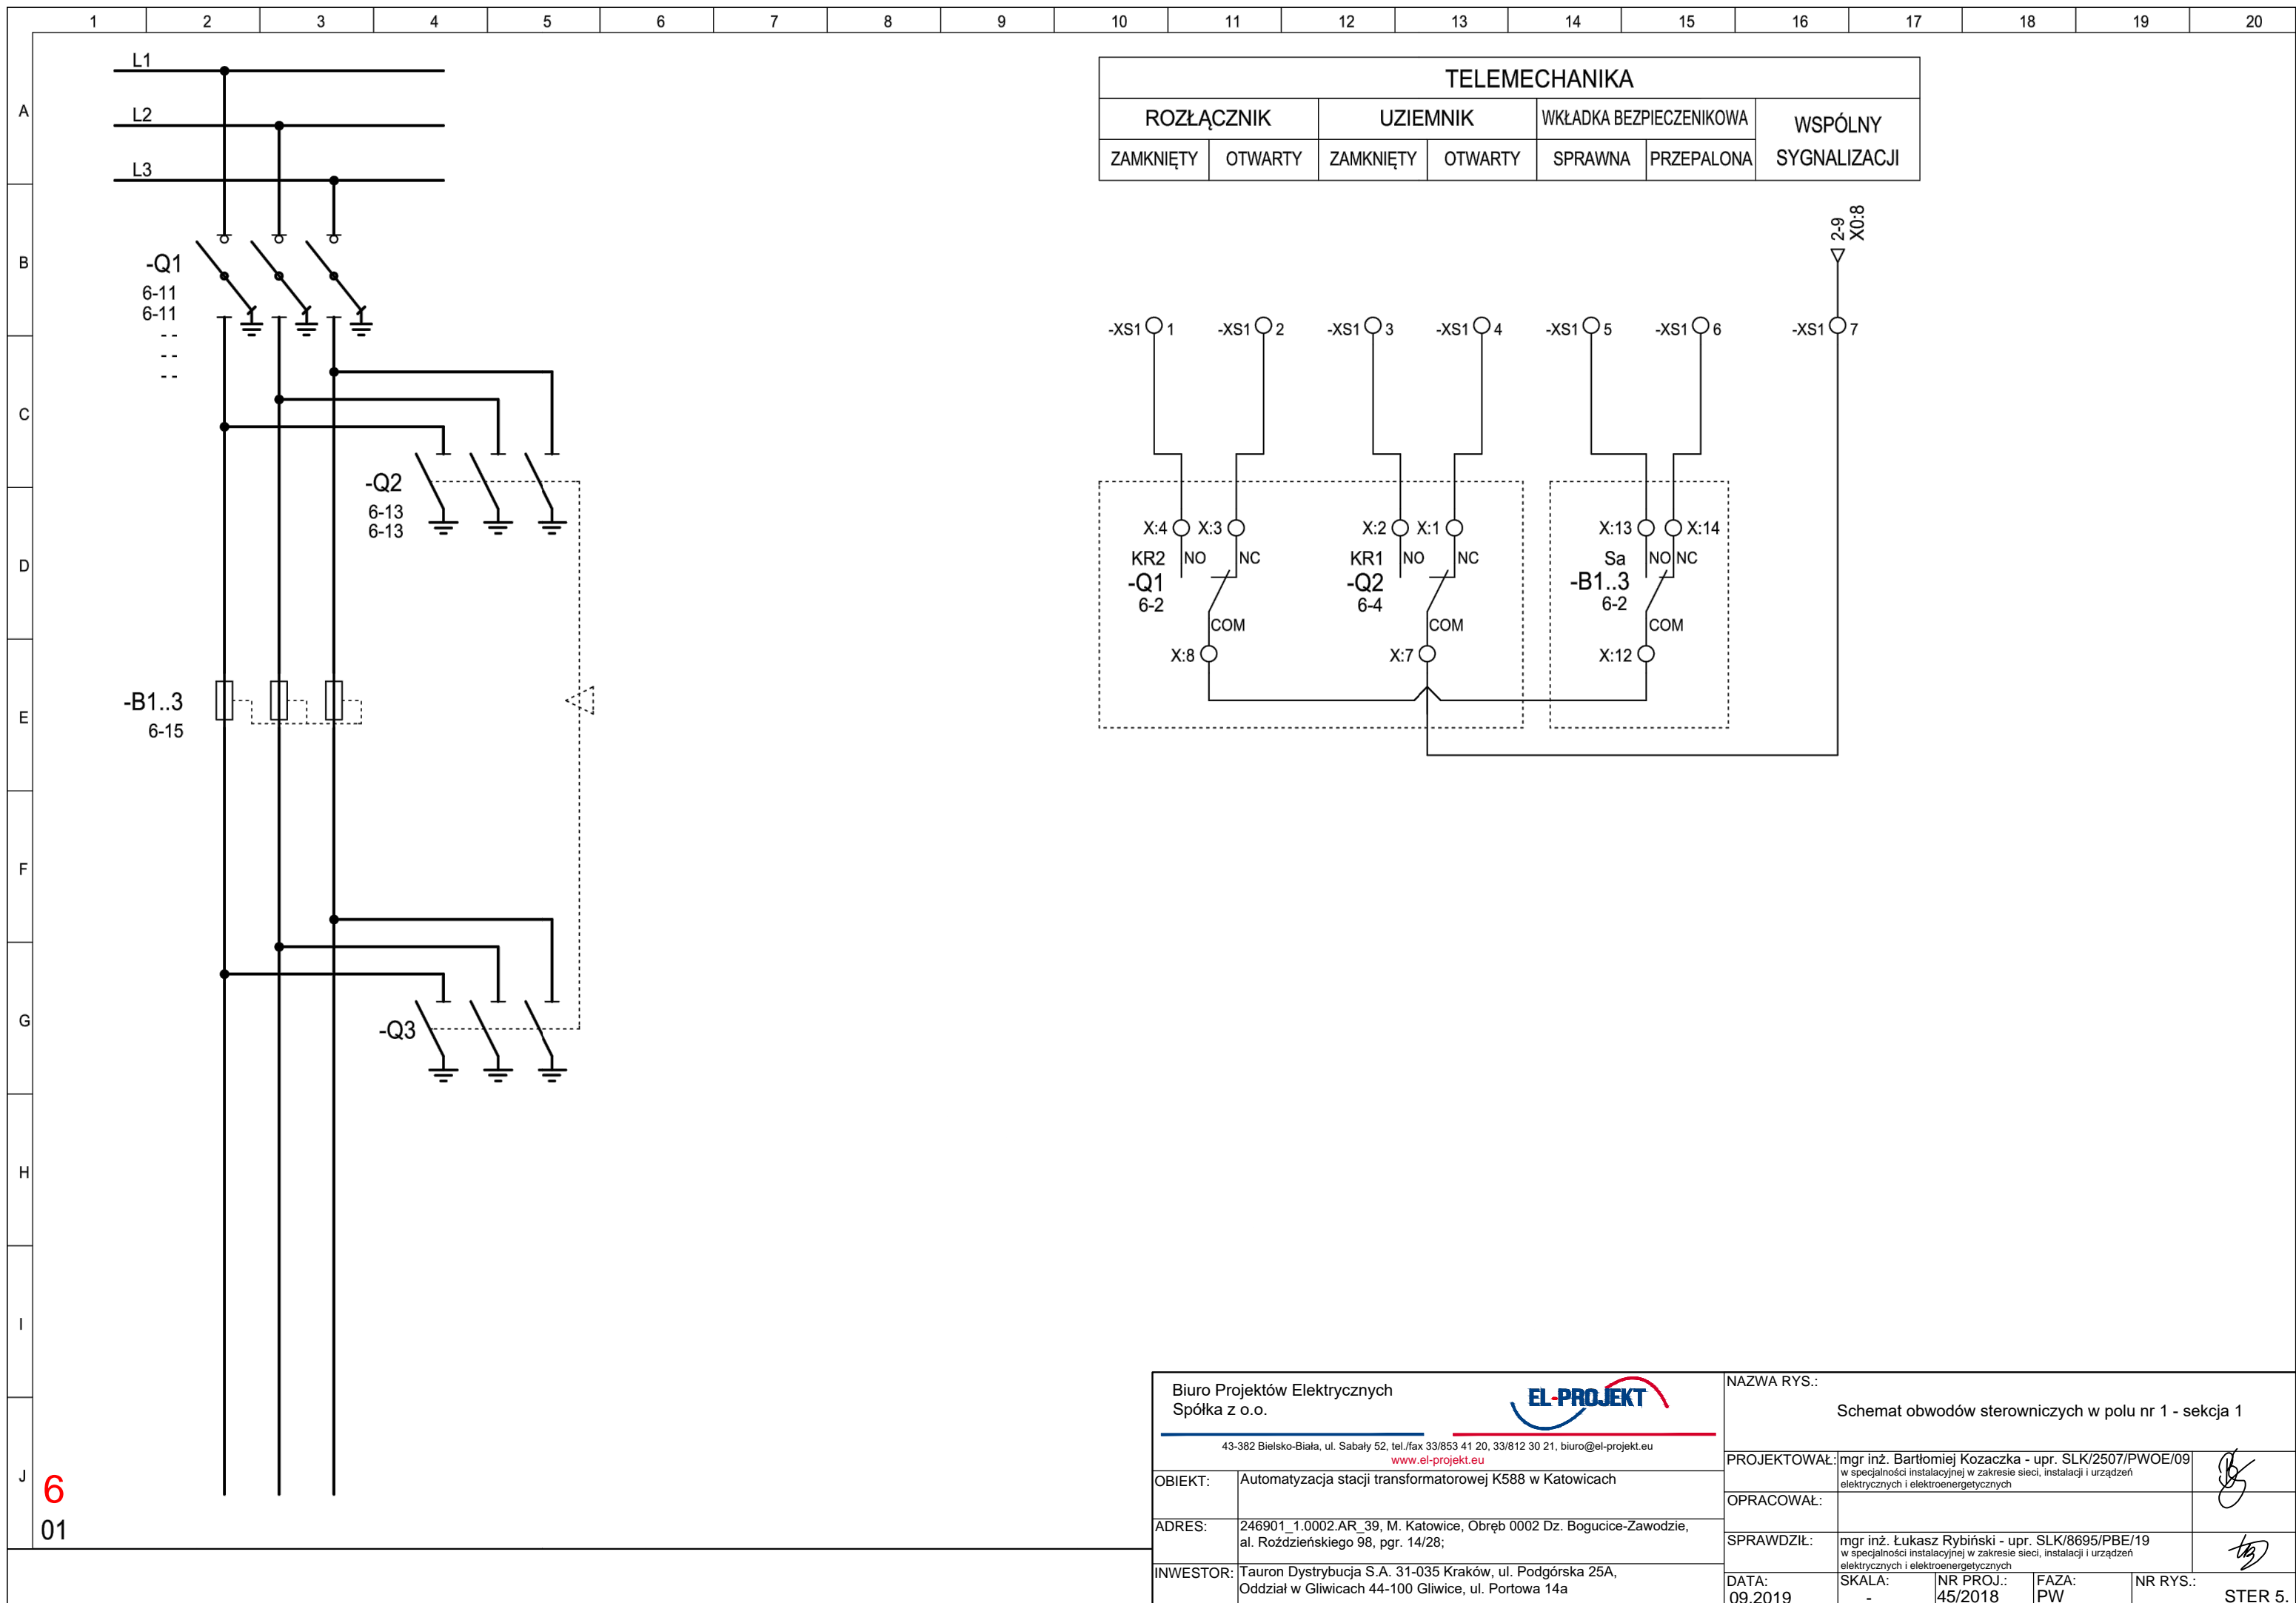 1 2 3 4 5 6 7 8 9 10 11 12 13 14 15 16 17 18 19 20
A
B
C
D
E
F
G
H
I
J
L1
L2
L3
-Q1
6-11
6-11
- -
- -
- -
-Q2
6-13
6-13
-B1..3
6-15
-Q3
TELEMECHANIKA
ROZŁĄCZNIK UZIEMNIK WKŁADKA BEZPIECZENIKOWA WSPÓLNY
ZAMKNIĘTY OTWARTY ZAMKNIĘTY OTWARTY SPRAWNA PRZEPALONA SYGNALIZACJI
2-9
X0:8
-XS1 1 -XS1 2 -XS1 3 -XS1 4 -XS1 5 -XS1 6 -XS1 7
X:4 X:3 X:2 X:1 X:13 X:14
KR2 NO NC KR1 NO NC Sa NO NC
-Q1 -Q2 -B1..3
6-2 6-4 6-2
COM COM COM
X:8 X:7 X:12
6
01
Biuro Projektów Elektrycznych
Spółka z o.o.
EL-PROJEKT
43-382 Bielsko-Biała, ul. Sabały 52, tel./fax 33/853 41 20, 33/812 30 21, biuro@el-projekt.eu
www.el-projekt.eu
OBIEKT: Automatyzacja stacji transformatorowej K588 w Katowicach
ADRES: 246901_1.0002.AR_39, M. Katowice, Obręb 0002 Dz. Bogucice-Zawodzie,
al. Roździeńskiego 98, pgr. 14/28;
INWESTOR: Tauron Dystrybucja S.A. 31-035 Kraków, ul. Podgórska 25A,
Oddział w Gliwicach 44-100 Gliwice, ul. Portowa 14a
NAZWA RYS.:
Schemat obwodów sterowniczych w polu nr 1 - sekcja 1
PROJEKTOWAŁ: mgr inż. Bartłomiej Kozaczka - upr. SLK/2507/PWOE/09
w specjalności instalacyjnej w zakresie sieci, instalacji i urządzeń
elektrycznych i elektroenergetycznych
OPRACOWAŁ:
SPRAWDZIŁ: mgr inż. Łukasz Rybiński - upr. SLK/8695/PBE/19
w specjalności instalacyjnej w zakresie sieci, instalacji i urządzeń
elektrycznych i elektroenergetycznych
DATA: SKALA: NR PROJ.: FAZA: NR RYS.:
09.2019 - 45/2018 PW STER 5.